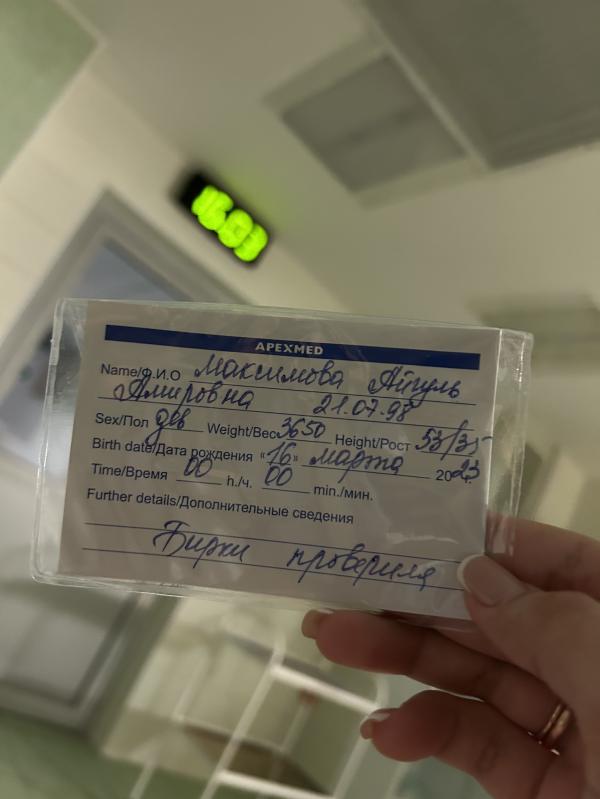 APEXMED
Name/Ф.И.О Максимова Айгуль
Амировна 21.07.98
Sex/Пол дев Weight/Вес 3650 Height/Рост 53/35
Birth date/Дата рождения «16» марта 2023г.
Time/Время 00 h./ч. 00 min./мин.
Further details/Дополнительные сведения
Бирки проверила